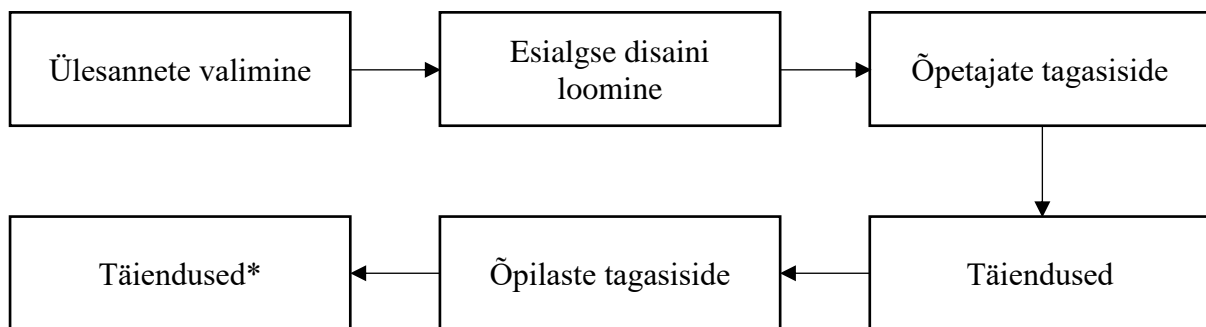 Ülesannete valimine
Esialgse disaini
loomine
Õpetajate tagasiside
Täiendused*
Õpilaste tagasiside
Täiendused